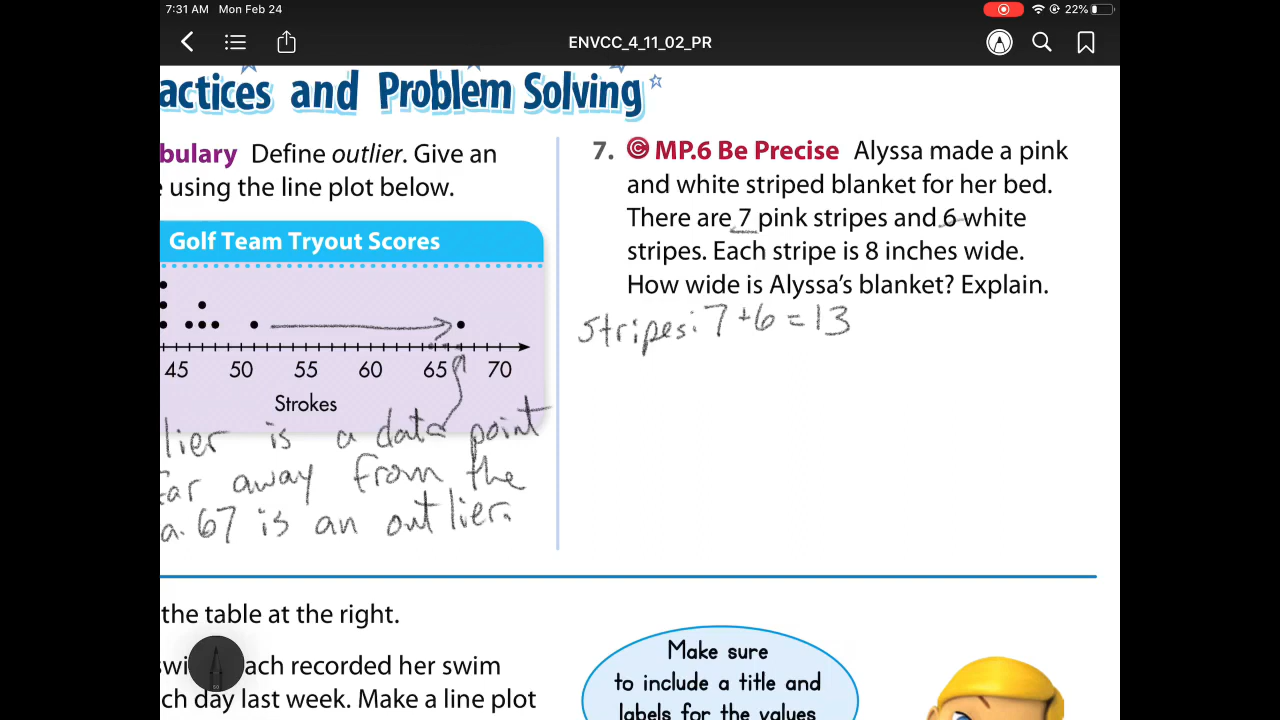 7:31 AM Mon Feb 24
22%
ENVCC_4_11_02_PR
actices and Problem Solving
bulary Define outlier. Give an
using the line plot below.
Golf Team Tryout Scores
45 50 55 60 65 70
Strokes
lier is a data point
far away from the
a. 67 is an outlier.
7. © MP.6 Be Precise Alyssa made a pink
and white striped blanket for her bed.
There are 7 pink stripes and 6 white
stripes. Each stripe is 8 inches wide.
How wide is Alyssa's blanket? Explain.
Stripes: 7+6=13
the table at the right.
swi ach recorded her swim
ch day last week. Make a line plot
Make sure
to include a title and
labels for the values